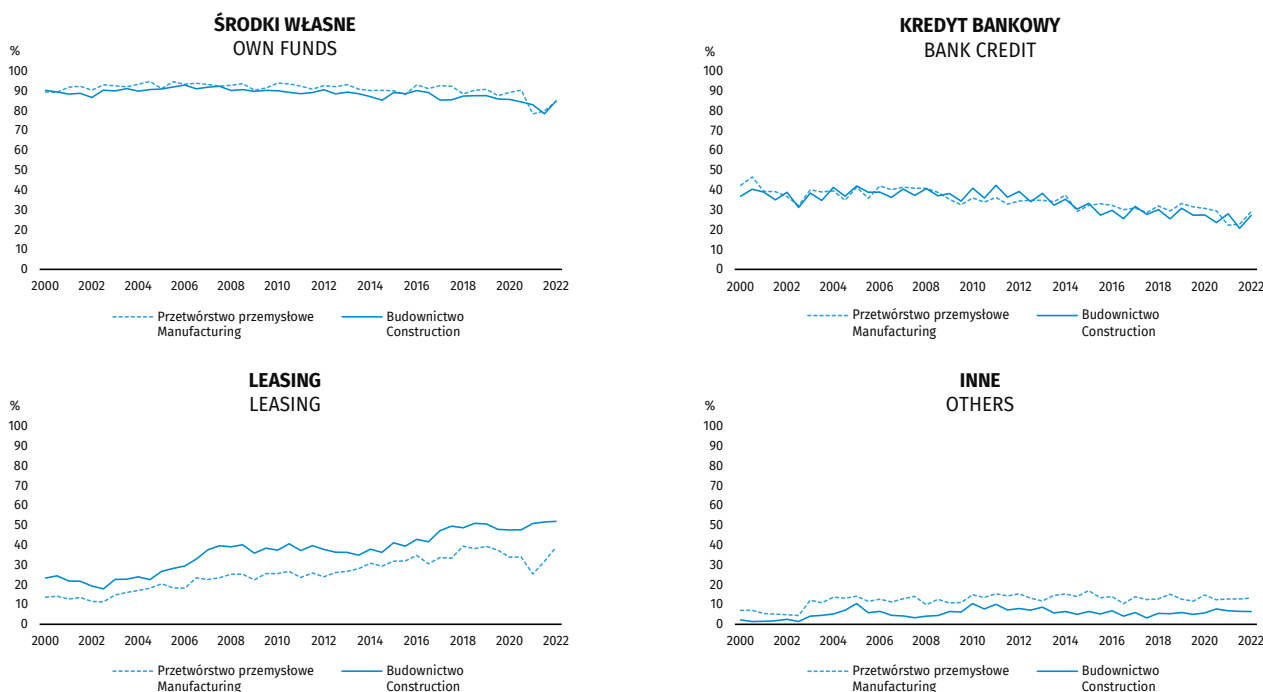 ŚRODKI WŁASNE
OWN FUNDS
%
100
90
80
70
60
50
40
30
20
10
0
2000 2002 2004 2006 2008 2010 2012 2014 2016 2018 2020 2022
Przetwórstwo przemysłowe
Manufacturing
Budownictwo
Construction
KREDYT BANKOWY
BANK CREDIT
%
100
90
80
70
60
50
40
30
20
10
0
2000 2002 2004 2006 2008 2010 2012 2014 2016 2018 2020 2022
Przetwórstwo przemysłowe
Manufacturing
Budownictwo
Construction
LEASING
LEASING
%
100
90
80
70
60
50
40
30
20
10
0
2000 2002 2004 2006 2008 2010 2012 2014 2016 2018 2020 2022
Przetwórstwo przemysłowe
Manufacturing
Budownictwo
Construction
INNE
OTHERS
%
100
90
80
70
60
50
40
30
20
10
0
2000 2002 2004 2006 2008 2010 2012 2014 2016 2018 2020 2022
Przetwórstwo przemysłowe
Manufacturing
Budownictwo
Construction